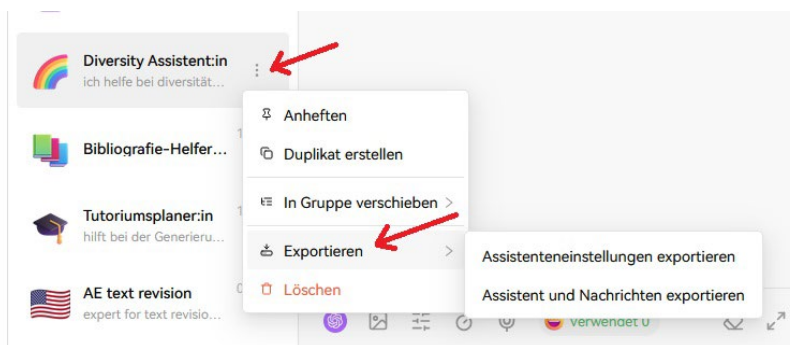 Diversity Assistent:in
ich helfe bei diversität...
Anheften
Bibliografie-Helfer...
Duplikat erstellen
In Gruppe verschieben
Tutoriumsplaner:in
hilft bei der Generieru...
Exportieren
Assistenteneinstellungen exportieren
AE text revision
Löschen
Assistent und Nachrichten exportieren
expert for text revisio...
Verwendet 0